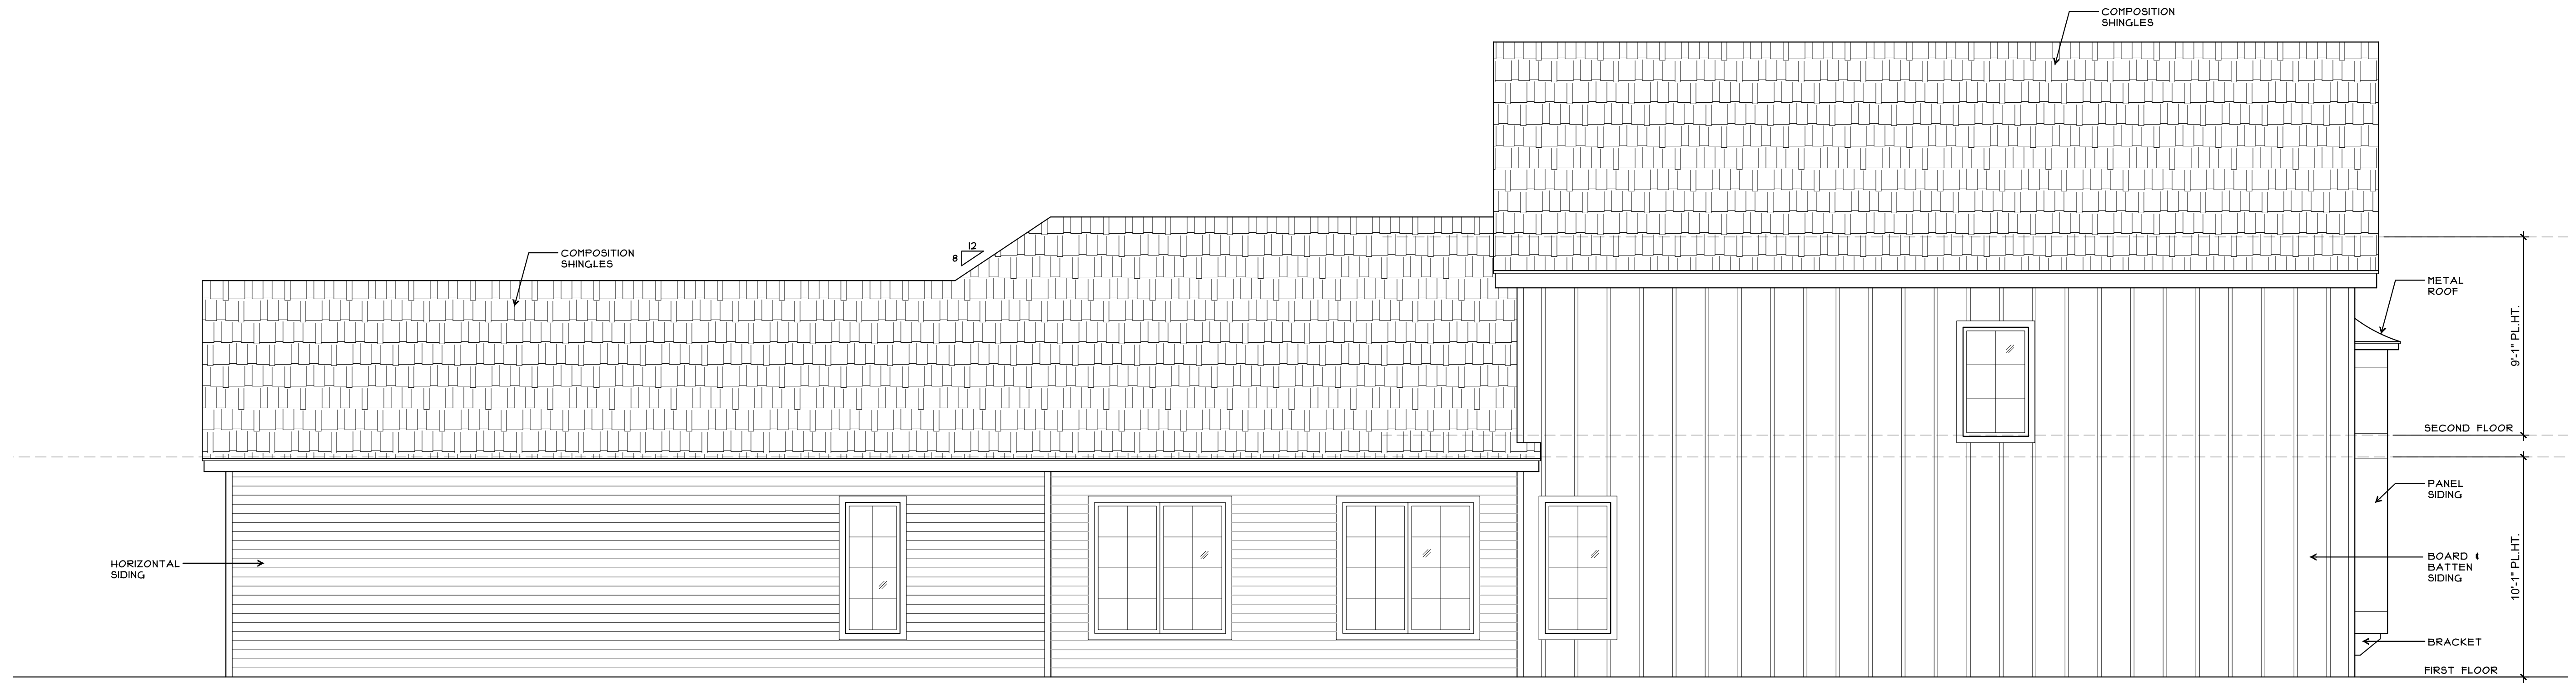 COMPOSITION
SHINGLES
12
8
COMPOSITION
SHINGLES
METAL
ROOF
9'-1" PL.HT.
SECOND FLOOR
PANEL
SIDING
HORIZONTAL
SIDING
BOARD &
BATTEN
SIDING
10'-1" PL.HT.
BRACKET
FIRST FLOOR